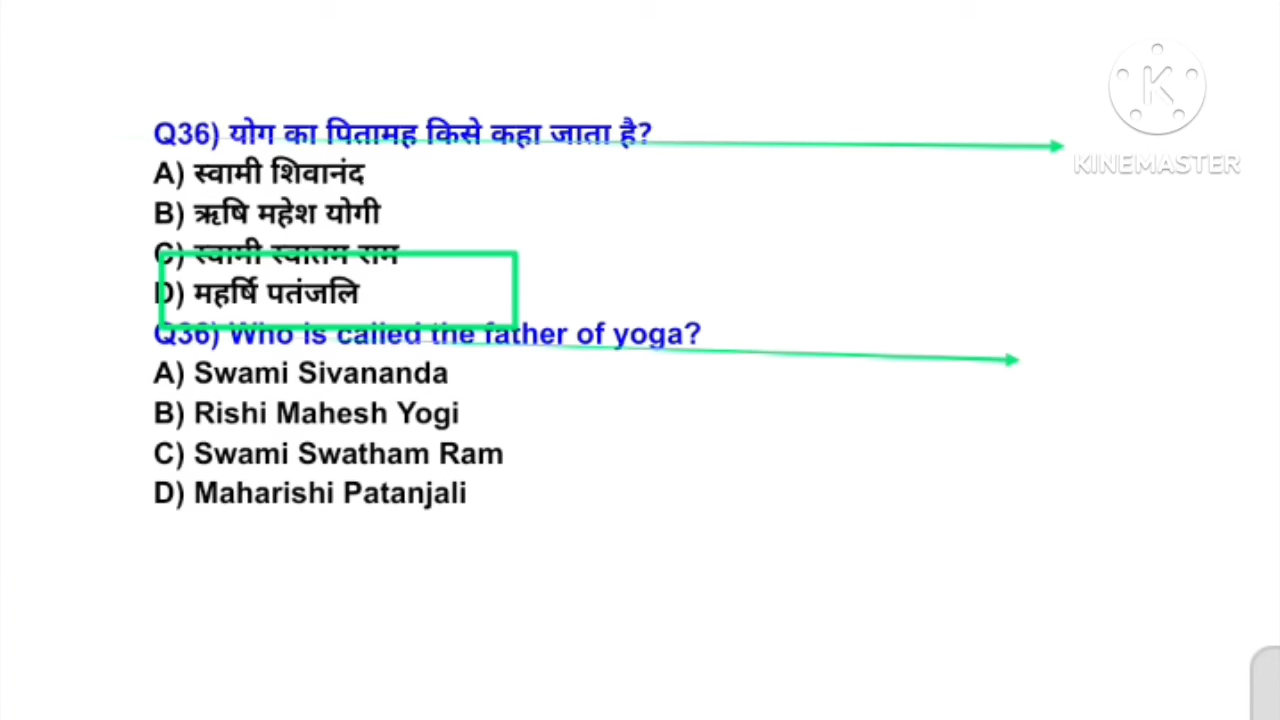 Q36) योग का पितामह किसे कहा जाता है?
A) स्वामी शिवानंद
B) ऋषि महेश योगी
C) स्वामी स्वातम राम
D) महर्षि पतंजलि
Q36) Who is called the father of yoga?
A) Swami Sivananda
B) Rishi Mahesh Yogi
C) Swami Swatham Ram
D) Maharishi Patanjali
K
KINEMASTER